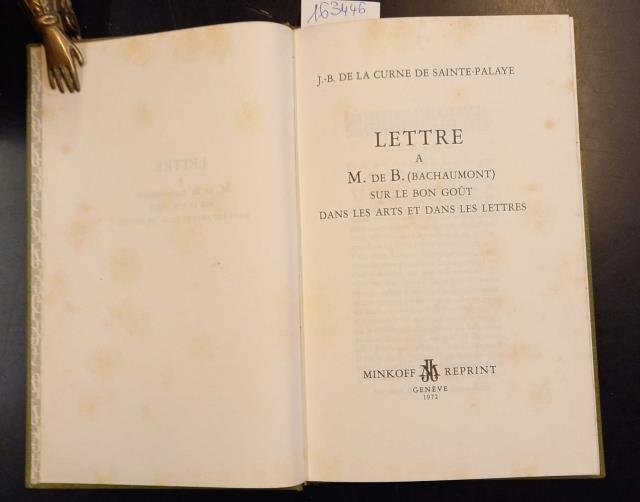 163446
J.-B. DE LA CURNE DE SAINTE-PALAYE
LETTRE
A
M. DE B. (BACHAUMONT)
SUR LE BON GOÛT
DANS LES ARTS ET DANS LES LETTRES
MINKOFF REPRINT
GENÈVE
1972